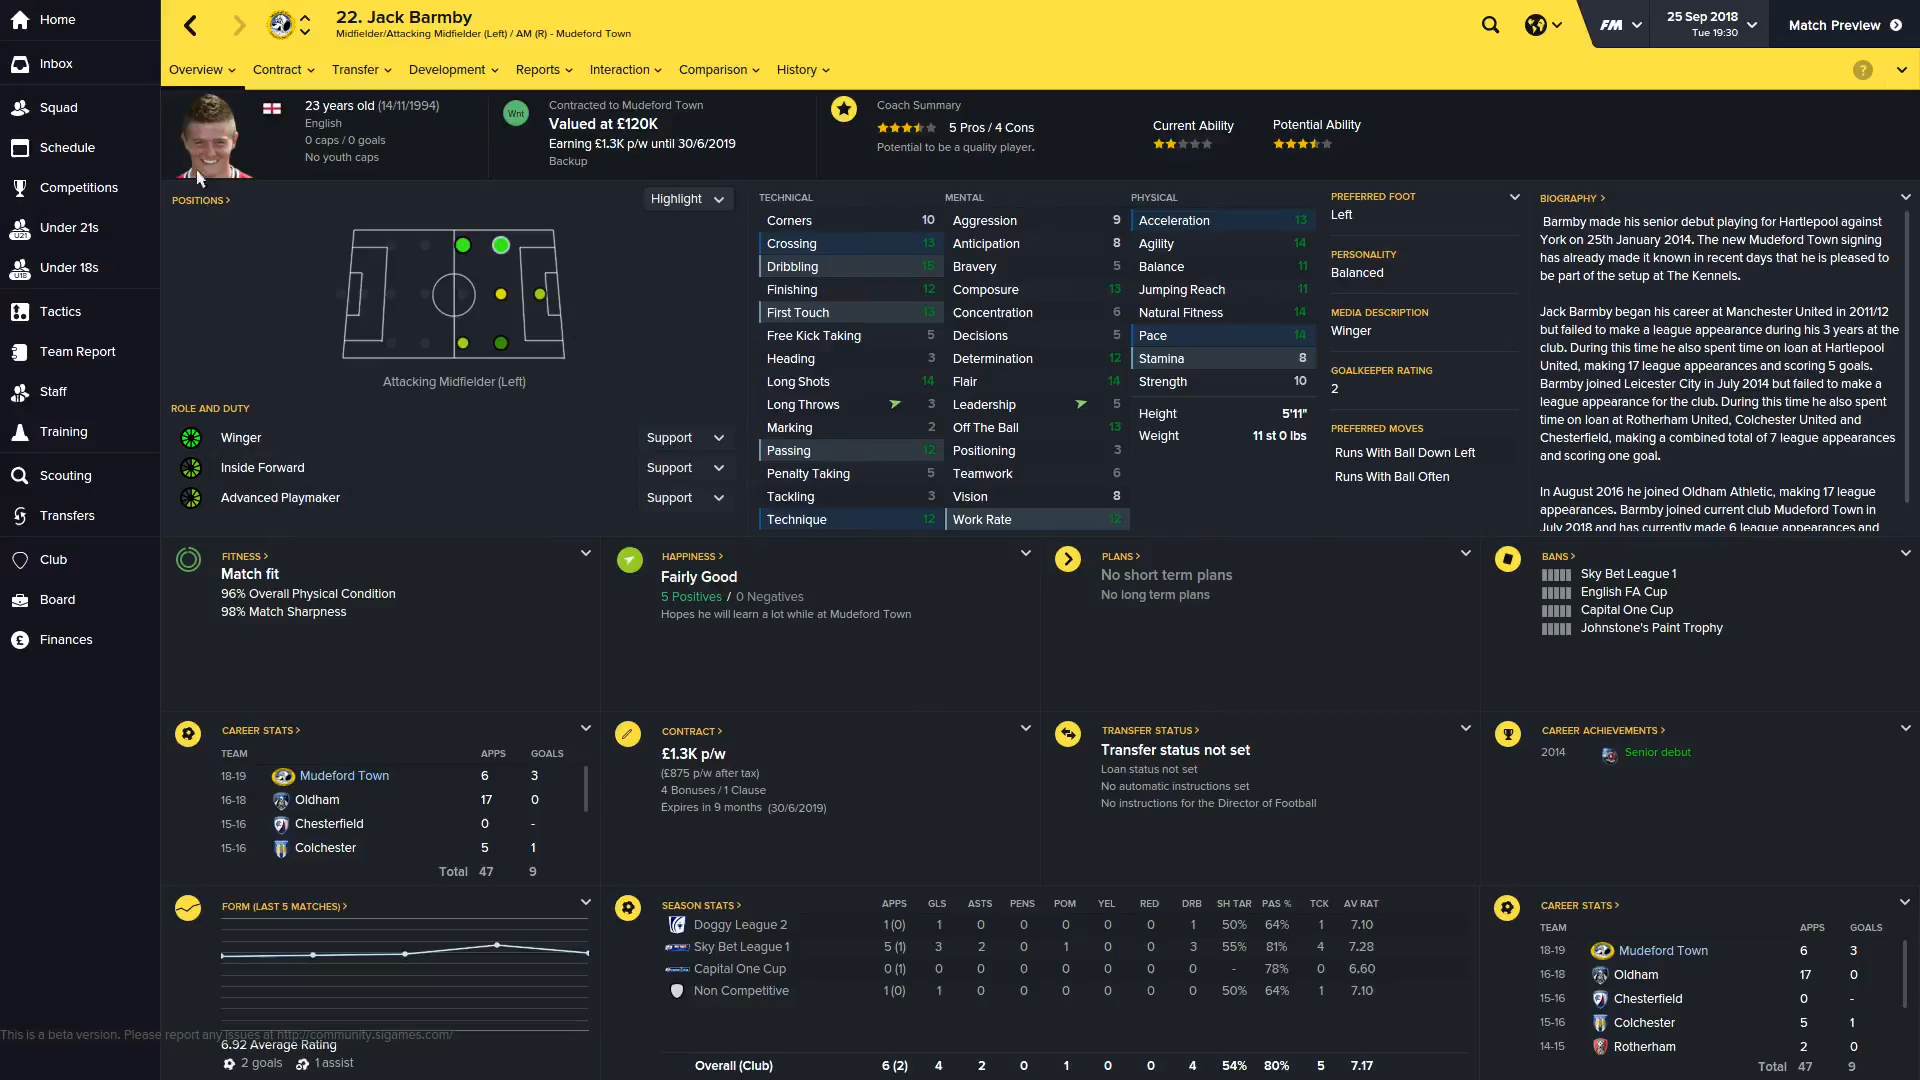 Home
Inbox
Squad
Schedule
Competitions
Under 21s
U21
Under 18s
U18
Tactics
Team Report
Staff
Training
Scouting
Transfers
Club
Board
Finances
22. Jack Barmby
Midfielder/Attacking Midfielder (Left) / AM (R) - Mudeford Town
FM
25 Sep 2018
Tue 19:30
Match Preview
Overview Contract Transfer Development Reports Interaction Comparison History
?
23 years old (14/11/1994)
English
0 caps / 0 goals
No youth caps
Wnt
Contracted to Mudeford Town
Valued at £120K
Earning £1.3K p/w until 30/6/2019
Backup
Coach Summary
5 Pros / 4 Cons
Potential to be a quality player.
Current Ability
Potential Ability
POSITIONS >
Highlight
Attacking Midfielder (Left)
ROLE AND DUTY
Winger Support
Inside Forward Support
Advanced Playmaker Support
TECHNICAL
Corners 10
Crossing 13
Dribbling 15
Finishing 12
First Touch 13
Free Kick Taking 5
Heading 3
Long Shots 14
Long Throws 3
Marking 2
Passing 12
Penalty Taking 5
Tackling 3
Technique 12
MENTAL
Aggression 9
Anticipation 8
Bravery 5
Composure 13
Concentration 6
Decisions 5
Determination 12
Flair 14
Leadership 5
Off The Ball 13
Positioning 3
Teamwork 6
Vision 8
Work Rate 12
PHYSICAL
Acceleration 13
Agility 14
Balance 11
Jumping Reach 11
Natural Fitness 14
Pace 14
Stamina 8
Strength 10
Height 5'11"
Weight 11 st 0 lbs
PREFERRED FOOT
Left
PERSONALITY
Balanced
MEDIA DESCRIPTION
Winger
GOALKEEPER RATING
2
PREFERRED MOVES
Runs With Ball Down Left
Runs With Ball Often
BIOGRAPHY >
Barmby made his senior debut playing for Hartlepool against
York on 25th January 2014. The new Mudeford Town signing
has already made it known in recent days that he is pleased to
be part of the setup at The Kennels.
Jack Barmby began his career at Manchester United in 2011/12
but failed to make a league appearance during his 3 years at the
club. During this time he also spent time on loan at Hartlepool
United, making 17 league appearances and scoring 5 goals.
Barmby joined Leicester City in July 2014 but failed to make a
league appearance for the club. During this time he also spent
time on loan at Rotherham United, Colchester United and
Chesterfield, making a combined total of 7 league appearances
and scoring one goal.
In August 2016 he joined Oldham Athletic, making 17 league
appearances. Barmby joined current club Mudeford Town in
July 2018 and has currently made 6 league appearances and
FITNESS >
Match fit
96% Overall Physical Condition
98% Match Sharpness
HAPPINESS >
Fairly Good
5 Positives / 0 Negatives
Hopes he will learn a lot while at Mudeford Town
PLANS >
No short term plans
No long term plans
BANS >
Sky Bet League 1
English FA Cup
Capital One Cup
Johnstone's Paint Trophy
CAREER STATS >
TEAM APPS GOALS
18-19 Mudeford Town 6 3
16-18 Oldham 17 0
15-16 Chesterfield 0 -
15-16 Colchester 5 1
Total 47 9
CONTRACT >
£1.3K p/w
(£875 p/w after tax)
4 Bonuses / 1 Clause
Expires in 9 months (30/6/2019)
TRANSFER STATUS >
Transfer status not set
Loan status not set
No automatic instructions set
No instructions for the Director of Football
CAREER ACHIEVEMENTS >
2014 Senior debut
FORM (LAST 5 MATCHES) >
This is a beta version. Please report any issues at http://community.sigames.com/
6.92 Average Rating
2 goals 1 assist
SEASON STATS > APPS GLS ASTS PENS POM YEL RED DRB SH TAR PAS % TCK AV RAT
Doggy League 2 1 (0) 1 0 0 0 0 0 1 50% 64% 1 7.10
Sky Bet League 1 5 (1) 3 2 0 1 0 0 3 55% 81% 4 7.28
Capital One Cup 0 (1) 0 0 0 0 0 0 0 - 78% 0 6.60
Non Competitive 1 (0) 1 0 0 0 0 0 0 50% 64% 1 7.10
Overall (Club) 6 (2) 4 2 0 1 0 0 4 54% 80% 5 7.17
CAREER STATS >
TEAM APPS GOALS
18-19 Mudeford Town 6 3
16-18 Oldham 17 0
15-16 Chesterfield 0 -
15-16 Colchester 5 1
14-15 Rotherham 2 0
Total 47 9